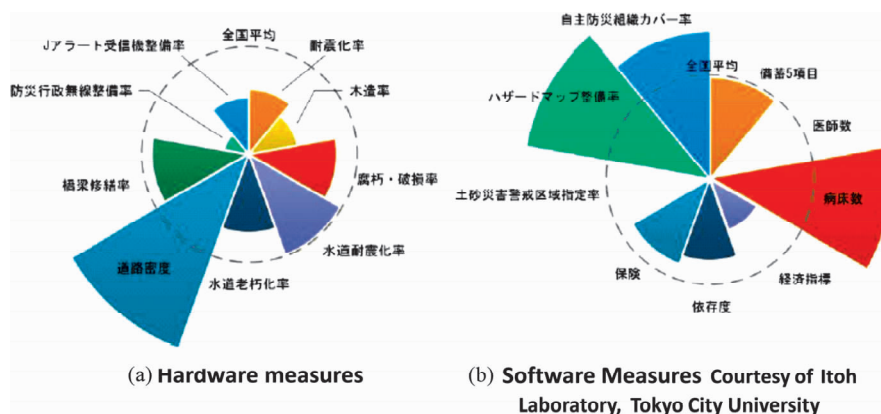 全国平均
Jアラート受信機整備率
耐震化率
防災行政無線整備率
木造率
橋梁修繕率
腐朽・破損率
道路密度
水道耐震化率
水道老朽化率
(a) Hardware measures
自主防災組織カバー率
全国平均
備蓄5項目
ハザードマップ整備率
医師数
土砂災害警戒区域指定率
病床数
保険
経済指標
依存度
(b) Software Measures Courtesy of Itoh
Laboratory, Tokyo City University